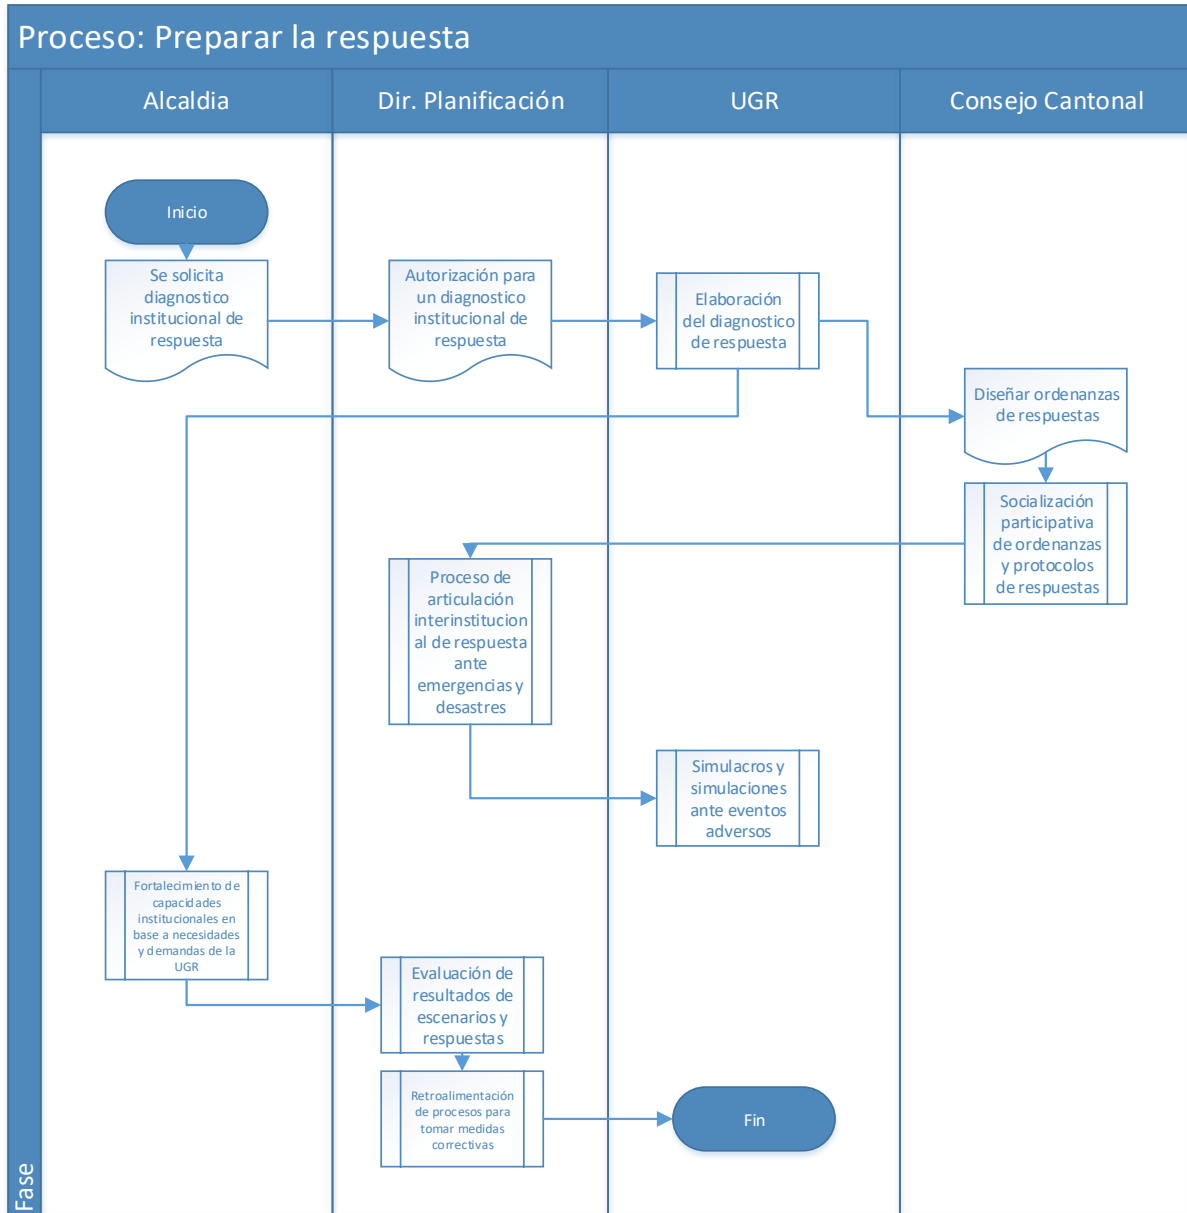 Proceso: Preparar la respuesta
Alcaldia
Dir. Planificación
UGR
Consejo Cantonal
Inicio
Se solicita
diagnostico
institucional de
respuesta
Autorización para
un diagnostico
institucional de
respuesta
Elaboración
del diagnostico
de respuesta
Diseñar ordenanzas
de respuestas
Socialización
participativa
de ordenanzas
y protocolos
de respuestas
Proceso de
articulación
interinstitucion
al de respuesta
ante
emergencias y
desastres
Simulacros y
simulaciones
ante eventos
adversos
Fortalecimiento de
capacidades
institucionales en
base a necesidades
y demandas de la
UGR
Evaluación de
resultados de
escenarios y
respuestas
Retroalimentación
de procesos para
tomar medidas
correctivas
Fin
Fase